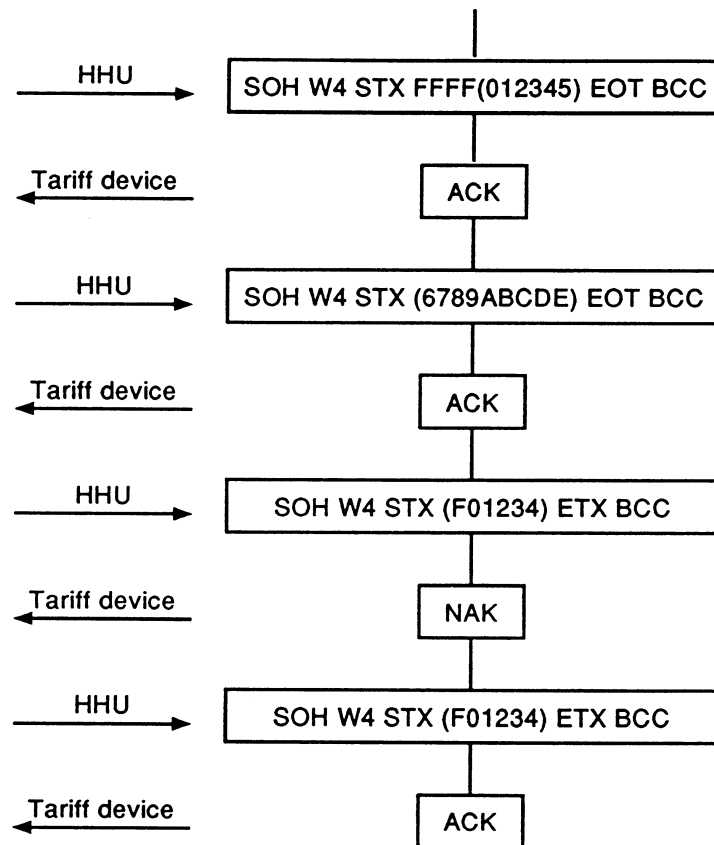 HHU
SOH W4 STX FFFF(012345) EOT BCC
Tariff device
ACK
HHU
SOH W4 STX (6789ABCDE) EOT BCC
Tariff device
ACK
HHU
SOH W4 STX (F01234) ETX BCC
Tariff device
NAK
HHU
SOH W4 STX (F01234) ETX BCC
Tariff device
ACK